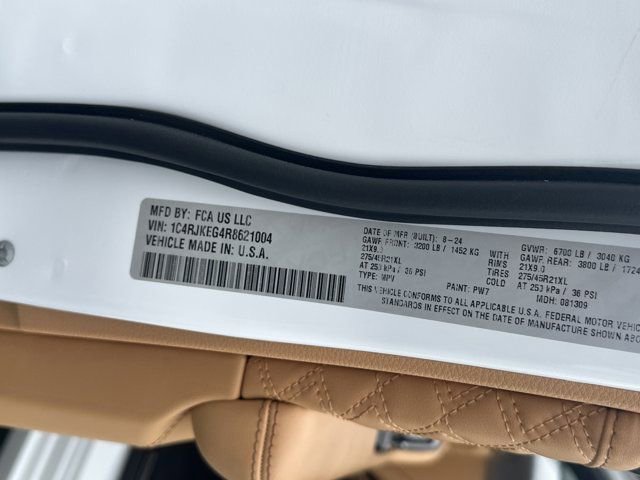 MFD BY: FCA US LLC
VIN: 1C4RJKEG4R8621004
VEHICLE MADE IN: U.S.A.
DATE OF MFR (BUILT): 8-24 GVWR: 6700 LB / 3040 KG
GAWR FRONT: 3200 LB / 1452 KG WITH GAWR REAR: 3800 LB /
21X9.0 RIMS 21X9.0
275/45R21XL TIRES 275/45R21XL
AT 250 kPa / 36 PSI COLD AT 250 kPa / 36 PSI
TYPE: MPV PAINT: PW7 MDH: 081309
THIS VEHICLE CONFORMS TO ALL APPLICABLE U.S.A. FEDERAL MOTOR
STANDARDS IN EFFECT ON THE DATE OF MANUFACTURE SHOWN